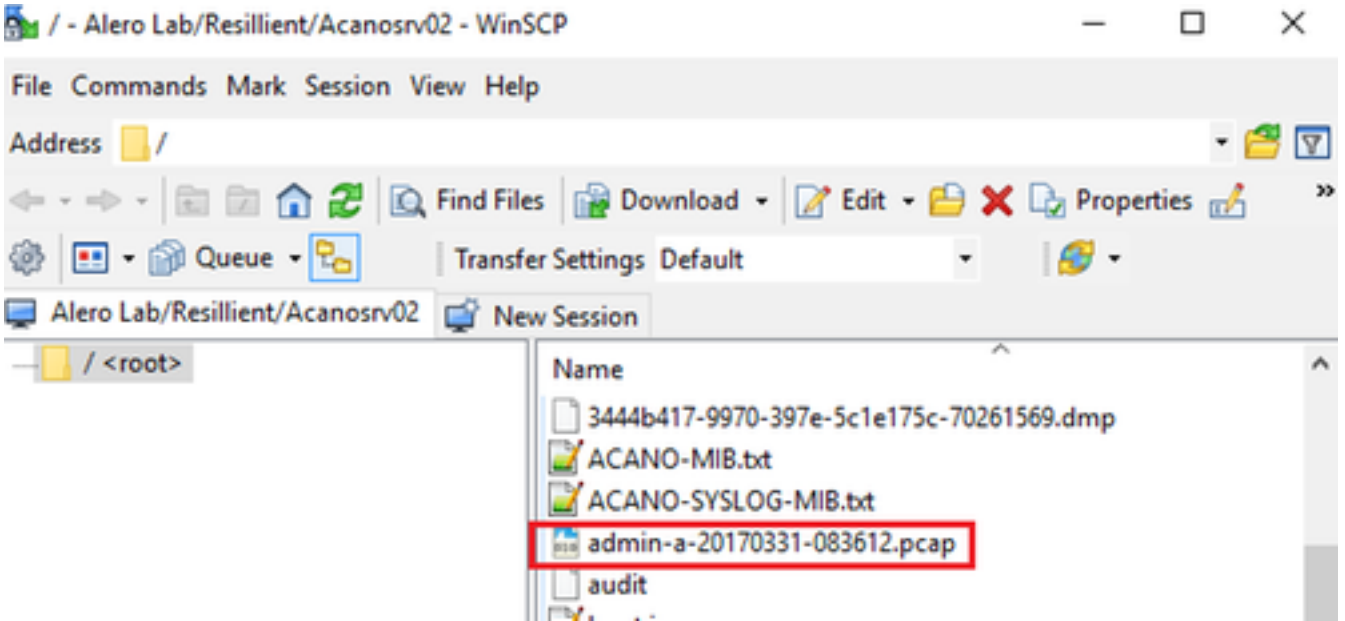 / - Alero Lab/Resillient/Acanosrv02 - WinSCP
File Commands Mark Session View Help
Address /
Find Files Download Edit Properties »
Queue Transfer Settings Default
Alero Lab/Resillient/Acanosrv02 New Session
/ <root>
Name
3444b417-9970-397e-5c1e175c-70261569.dmp
ACANO-MIB.txt
ACANO-SYSLOG-MIB.txt
admin-a-20170331-083612.pcap
audit